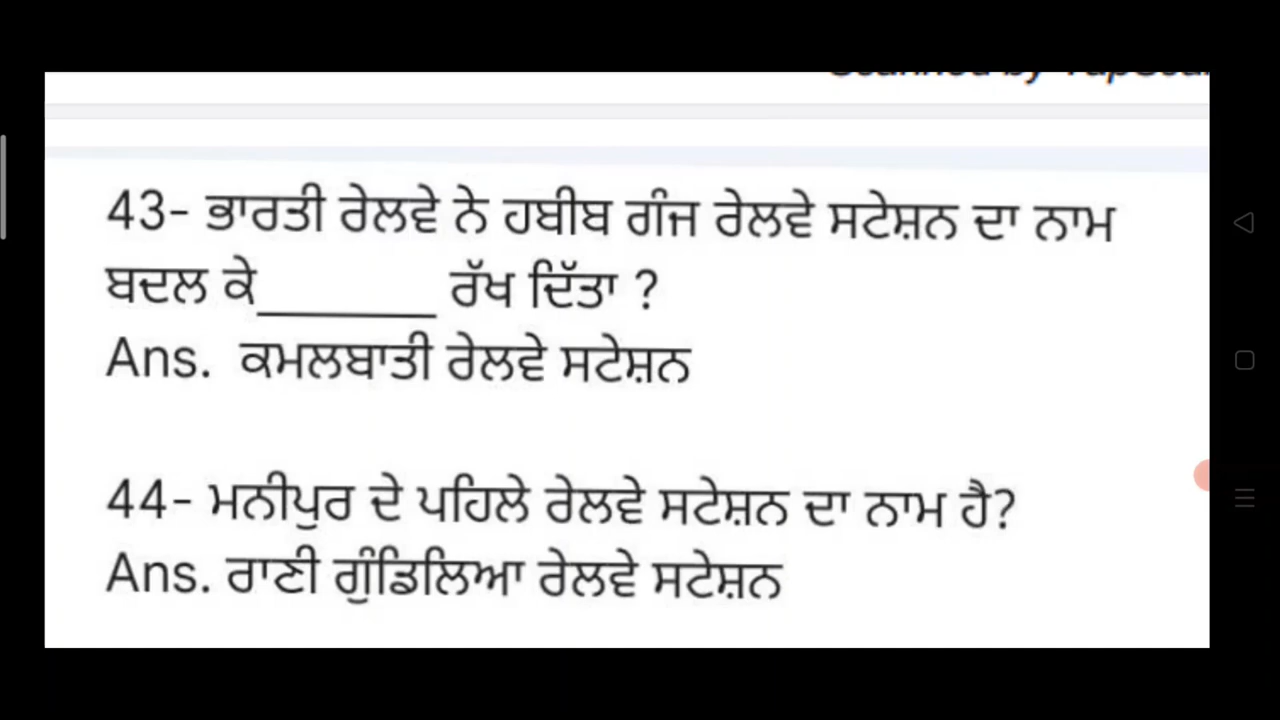 43- ਭਾਰਤੀ ਰੇਲਵੇ ਨੇ ਹਬੀਬ ਗੰਜ ਰੇਲਵੇ ਸਟੇਸ਼ਨ ਦਾ ਨਾਮ
ਬਦਲ ਕੇ_______ ਰੱਖ ਦਿੱਤਾ ?
Ans. ਕਮਲਬਾਤੀ ਰੇਲਵੇ ਸਟੇਸ਼ਨ
44- ਮਨੀਪੁਰ ਦੇ ਪਹਿਲੇ ਰੇਲਵੇ ਸਟੇਸ਼ਨ ਦਾ ਨਾਮ ਹੈ?
Ans. ਰਾਣੀ ਗੁੰਡਿਲਿਆ ਰੇਲਵੇ ਸਟੇਸ਼ਨ